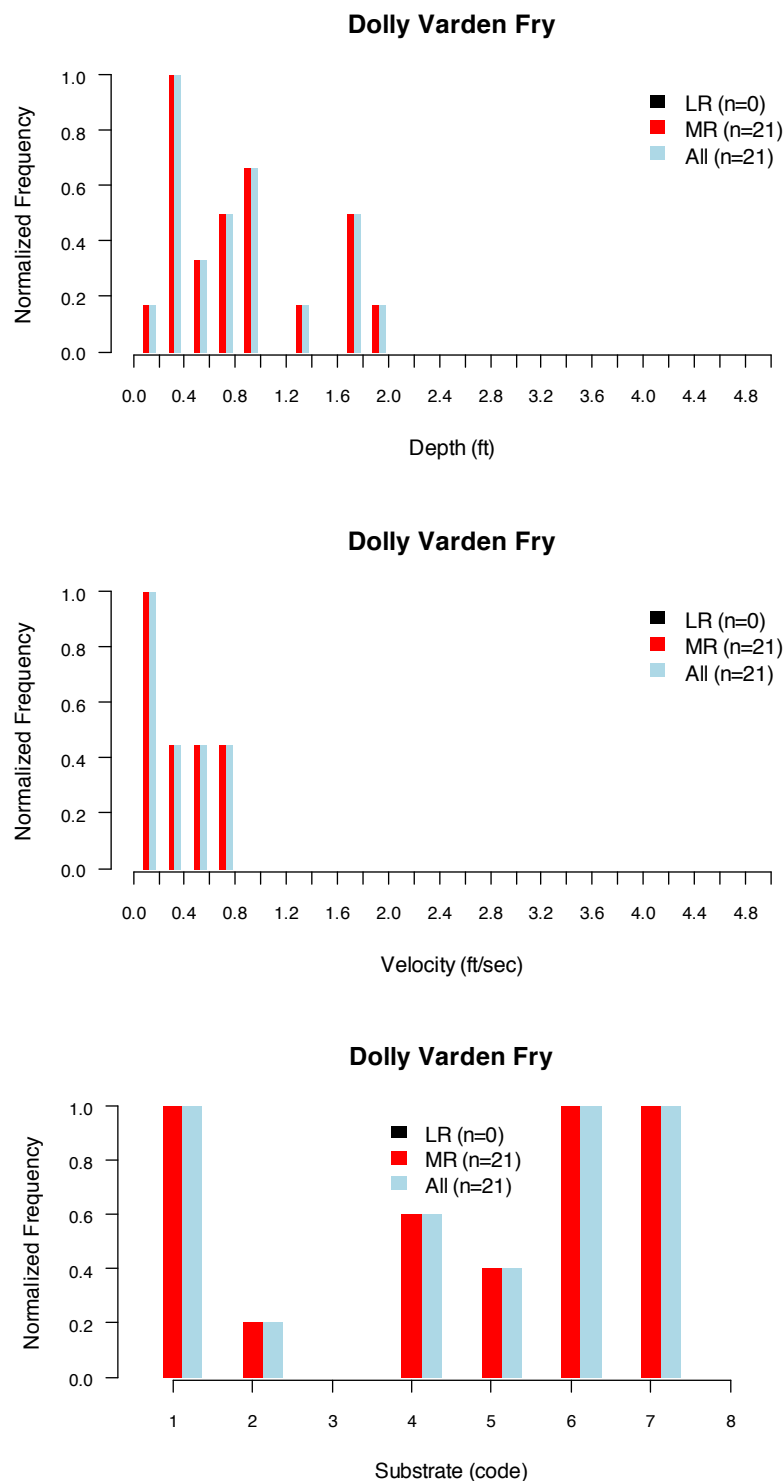 Dolly Varden Fry
Normalized Frequency
1.0
0.8
0.6
0.4
0.2
0.0
LR (n=0)
MR (n=21)
All (n=21)
0.0 0.4 0.8 1.2 1.6 2.0 2.4 2.8 3.2 3.6 4.0 4.4 4.8
Depth (ft)
Dolly Varden Fry
Normalized Frequency
1.0
0.8
0.6
0.4
0.2
0.0
LR (n=0)
MR (n=21)
All (n=21)
0.0 0.4 0.8 1.2 1.6 2.0 2.4 2.8 3.2 3.6 4.0 4.4 4.8
Velocity (ft/sec)
Dolly Varden Fry
Normalized Frequency
1.0
0.8
0.6
0.4
0.2
0.0
LR (n=0)
MR (n=21)
All (n=21)
1 2 3 4 5 6 7 8
Substrate (code)